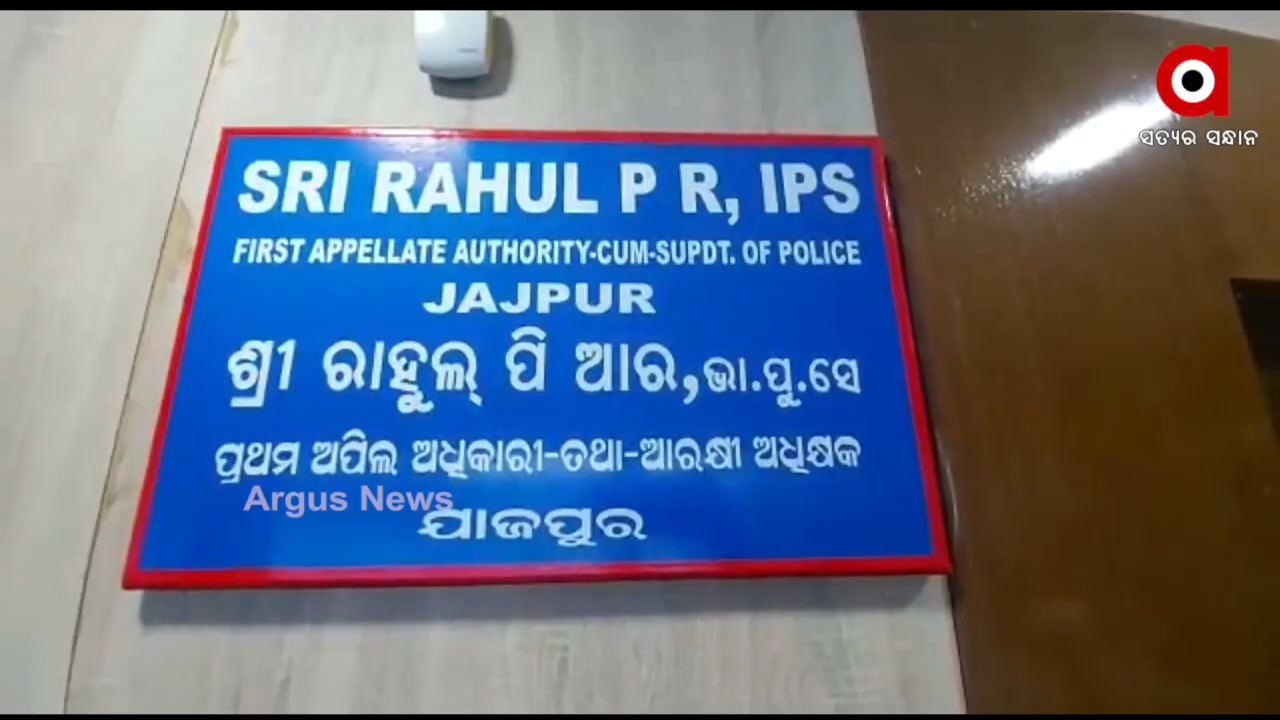 ସତ୍ୟର ସନ୍ଧାନ
SRI RAHUL P R, IPS
FIRST APPELLATE AUTHORITY-CUM-SUPDT. OF POLICE
JAJPUR
ଶ୍ରୀ ରାହୁଲ୍ ପି ଆର,ଭା.ପୁ.ସେ
ପ୍ରଥମ ଅପିଲ ଅଧିକାରୀ-ତଥା-ଆରକ୍ଷୀ ଅଧିକ୍ଷକ
Argus News
ଯାଜପୁର